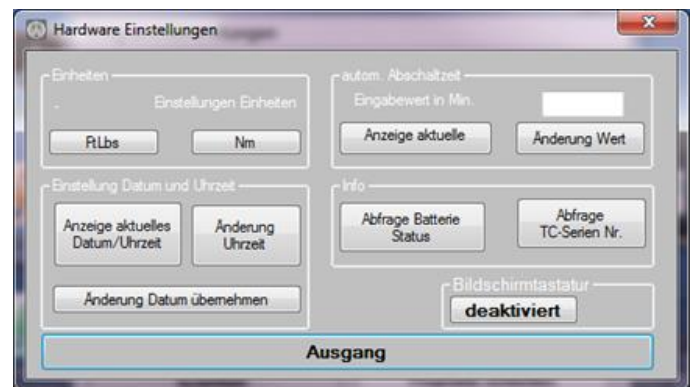 Hardware Einstellungen
Einheiten
. Einstellungen Einheiten
FtLbs
Nm
autom. Abschaltzeit
Eingabewert in Min.
Anzeige aktuelle
Änderung Wert
Einstellung Datum und Uhrzeit
Anzeige aktuelles
Datum/Uhrzeit
Änderung
Uhrzeit
Änderung Datum übernehmen
Info
Abfrage Batterie
Status
Abfrage
TC-Serien Nr.
Bildschirmtastatur
deaktiviert
Ausgang